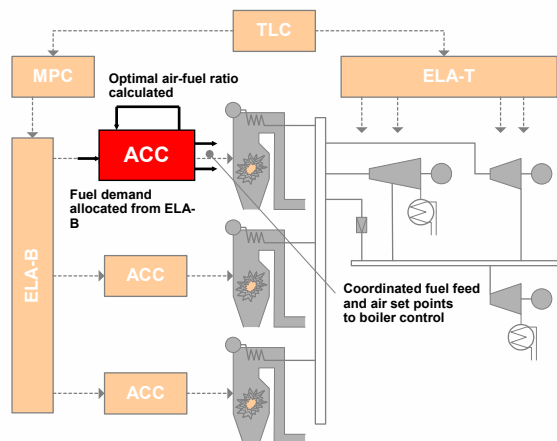 TLC
MPC
Optimal air-fuel ratio
calculated
ELA-T
ACC
Fuel demand
allocated from ELA-
B
ELA-B
ACC
Coordinated fuel feed
and air set points
to boiler control
ACC